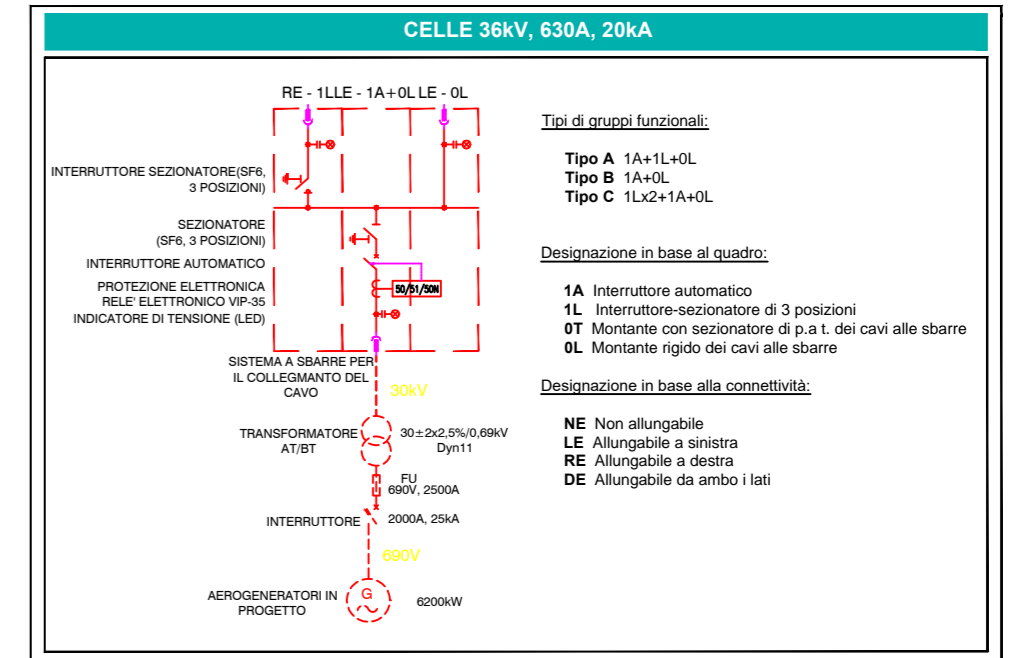 CELLE 36kV, 630A, 20kA
RE - 1LLE - 1A+0L LE - 0L
INTERRUTTORE SEZIONATORE(SF6,
3 POSIZIONI)
SEZIONATORE
(SF6, 3 POSIZIONI)
INTERRUTTORE AUTOMATICO
PROTEZIONE ELETTRONICA
RELE' ELETTRONICO VIP-35
INDICATORE DI TENSIONE (LED)
50/51/50N
SISTEMA A SBARRE PER
IL COLLEGMANTO DEL
CAVO
30kV
TRANSFORMATORE
AT/BT
30±2x2,5%/0,69kV
Dyn11
FU
690V, 2500A
INTERRUTTORE
2000A, 25kA
690V
AEROGENERATORI IN
PROGETTO
G
6200kW
Tipi di gruppi funzionali:
Tipo A 1A+1L+0L
Tipo B 1A+0L
Tipo C 1Lx2+1A+0L
Designazione in base al quadro:
1A Interruttore automatico
1L Interruttore-sezionatore di 3 posizioni
0T Montante con sezionatore di p.a t. dei cavi alle sbarre
0L Montante rigido dei cavi alle sbarre
Designazione in base alla connettività:
NE Non allungabile
LE Allungabile a sinistra
RE Allungabile a destra
DE Allungabile da ambo i lati